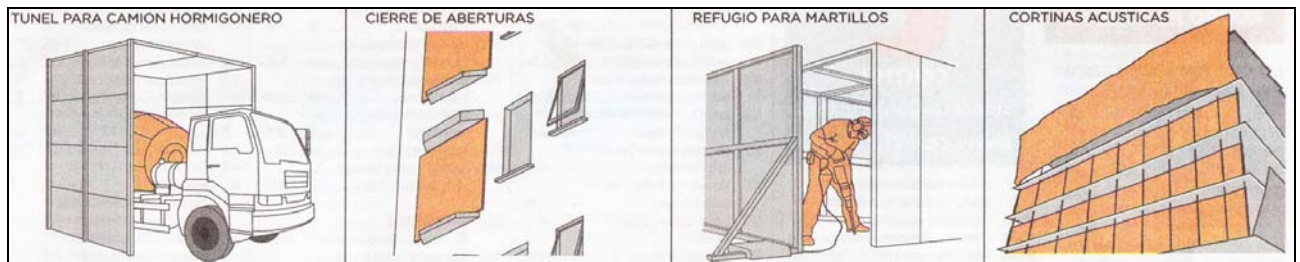 TUNEL PARA CAMION HORMIGONERO
CIERRE DE ABERTURAS
REFUGIO PARA MARTILLOS
CORTINAS ACUSTICAS